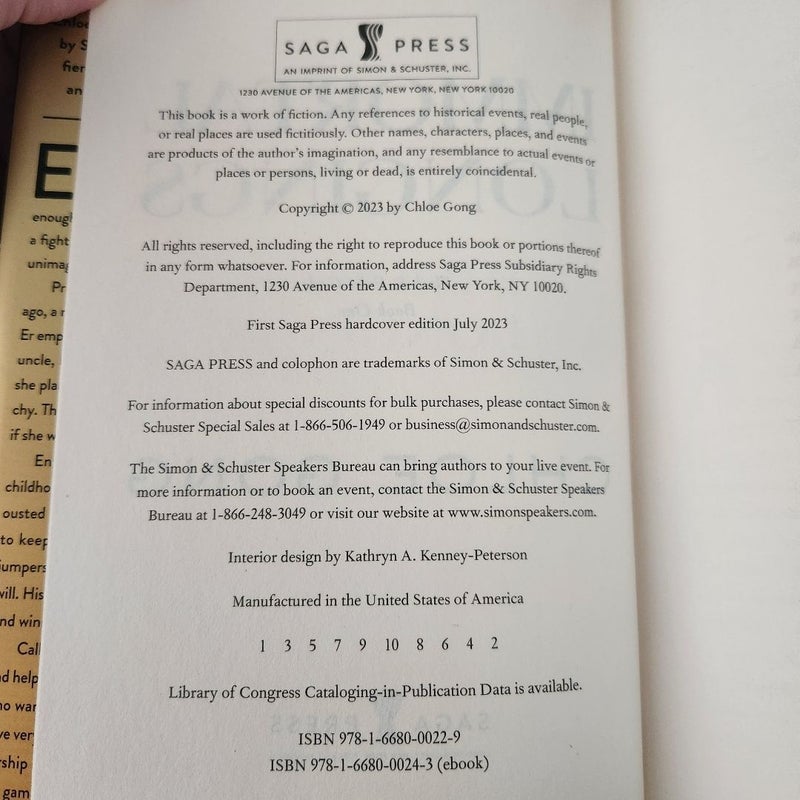 SAGA PRESS
AN IMPRINT OF SIMON & SCHUSTER, INC.
1230 AVENUE OF THE AMERICAS, NEW YORK, NEW YORK 10020
This book is a work of fiction. Any references to historical events, real people,
or real places are used fictitiously. Other names, characters, places, and events
are products of the author's imagination, and any resemblance to actual events or
places or persons, living or dead, is entirely coincidental.
Copyright © 2023 by Chloe Gong
All rights reserved, including the right to reproduce this book or portions thereof
in any form whatsoever. For information, address Saga Press Subsidiary Rights
Department, 1230 Avenue of the Americas, New York, NY 10020.
First Saga Press hardcover edition July 2023
SAGA PRESS and colophon are trademarks of Simon & Schuster, Inc.
For information about special discounts for bulk purchases, please contact Simon &
Schuster Special Sales at 1-866-506-1949 or business@simonandschuster.com.
The Simon & Schuster Speakers Bureau can bring authors to your live event. For
more information or to book an event, contact the Simon & Schuster Speakers
Bureau at 1-866-248-3049 or visit our website at www.simonspeakers.com.
Interior design by Kathryn A. Kenney-Peterson
Manufactured in the United States of America
1 3 5 7 9 10 8 6 4 2
Library of Congress Cataloging-in-Publication Data is available.
ISBN 978-1-6680-0022-9
ISBN 978-1-6680-0024-3 (ebook)
by S
an
E
a fight
ago, a
Er emp
uncle,
she pla
chy. Th
if she w
En
childho
ousted
to keep
umpers
will. His
nd win
Call
d help
ership
gam